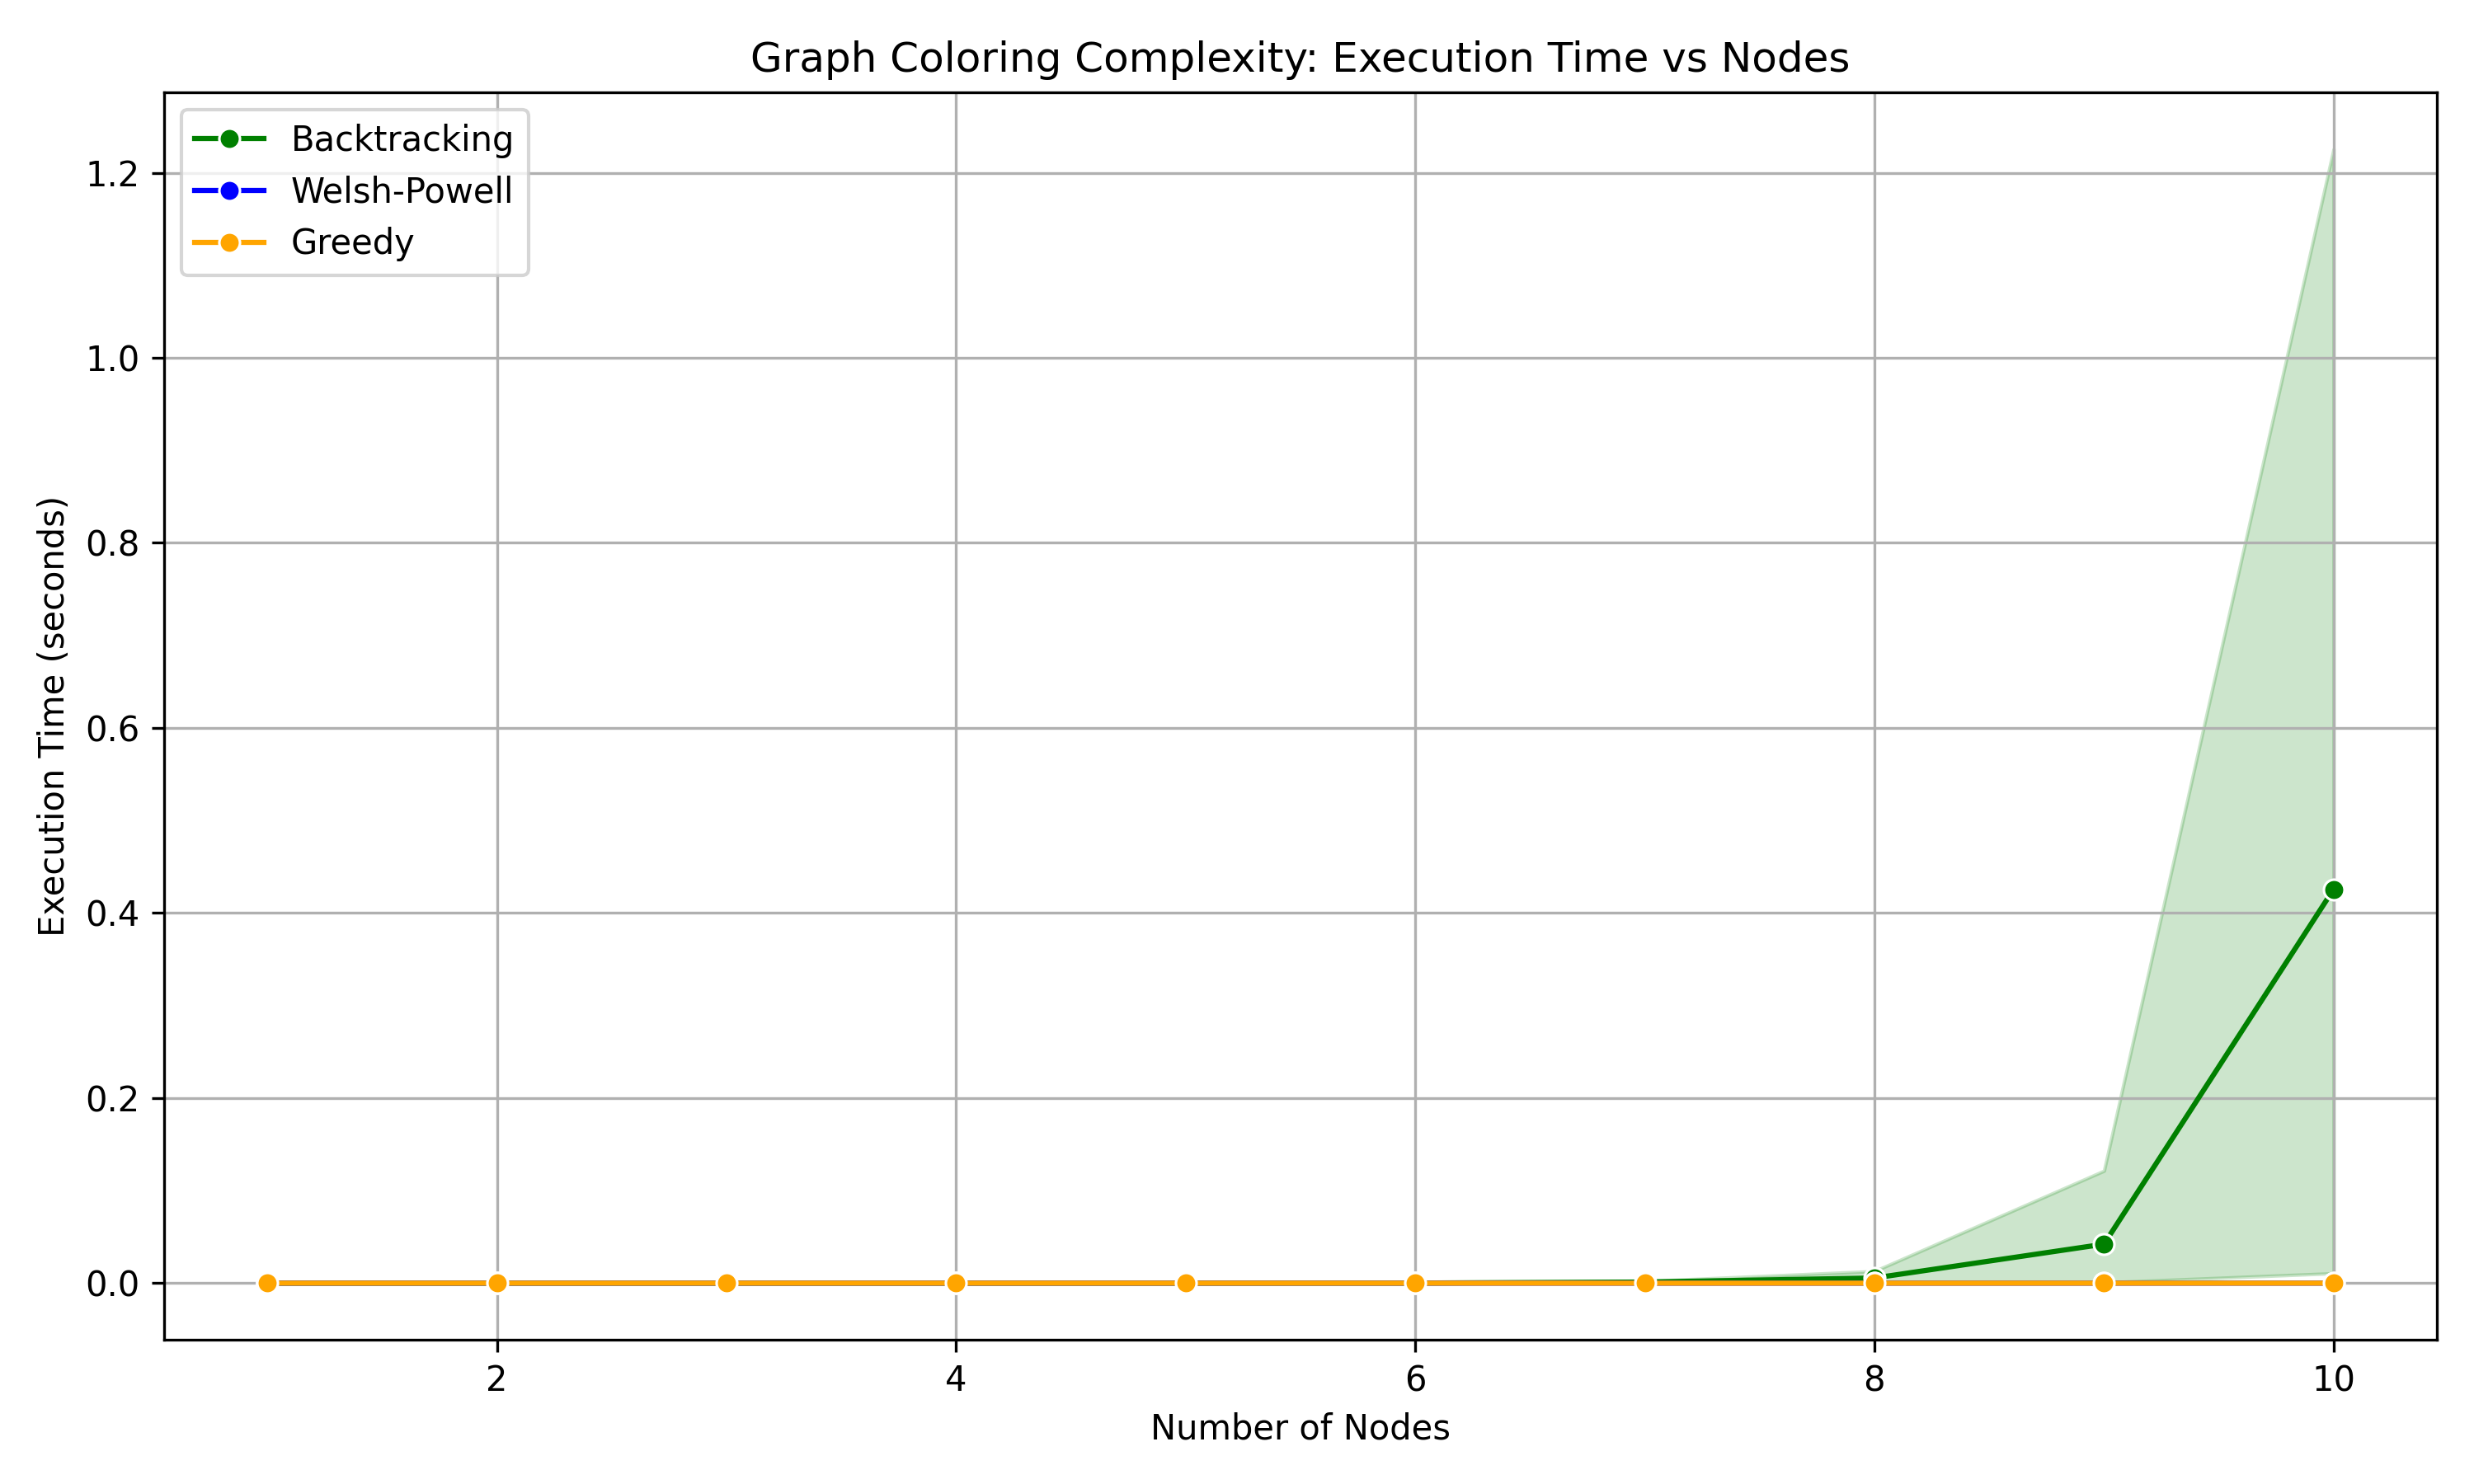 Graph Coloring Complexity: Execution Time vs Nodes
Backtracking
Welsh-Powell
Greedy
1.2
1.0
0.8
0.6
0.4
0.2
0.0
Execution Time (seconds)
2 4 6 8 10
Number of Nodes